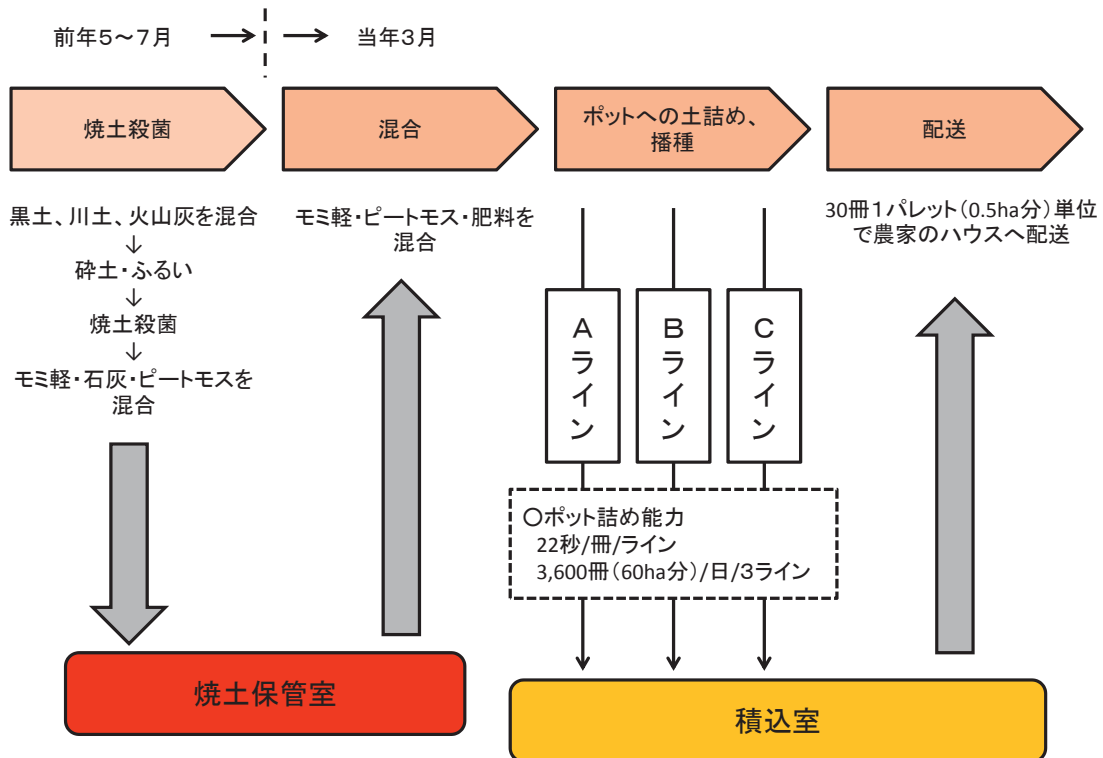 前年5～7月
当年3月
焼土殺菌
混合
ポットへの土詰め、
播種
配送
黒土、川土、火山灰を混合
↓
砕土・ふるい
↓
焼土殺菌
↓
モミ軽・石灰・ピートモスを
混合
モミ軽・ピートモス・肥料を
混合
Aライン
Bライン
Cライン
○ポット詰め能力
22秒/冊/ライン
3,600冊（60ha分）/日/3ライン
30冊1パレット（0.5ha分）単位
で農家のハウスへ配送
焼土保管室
積込室